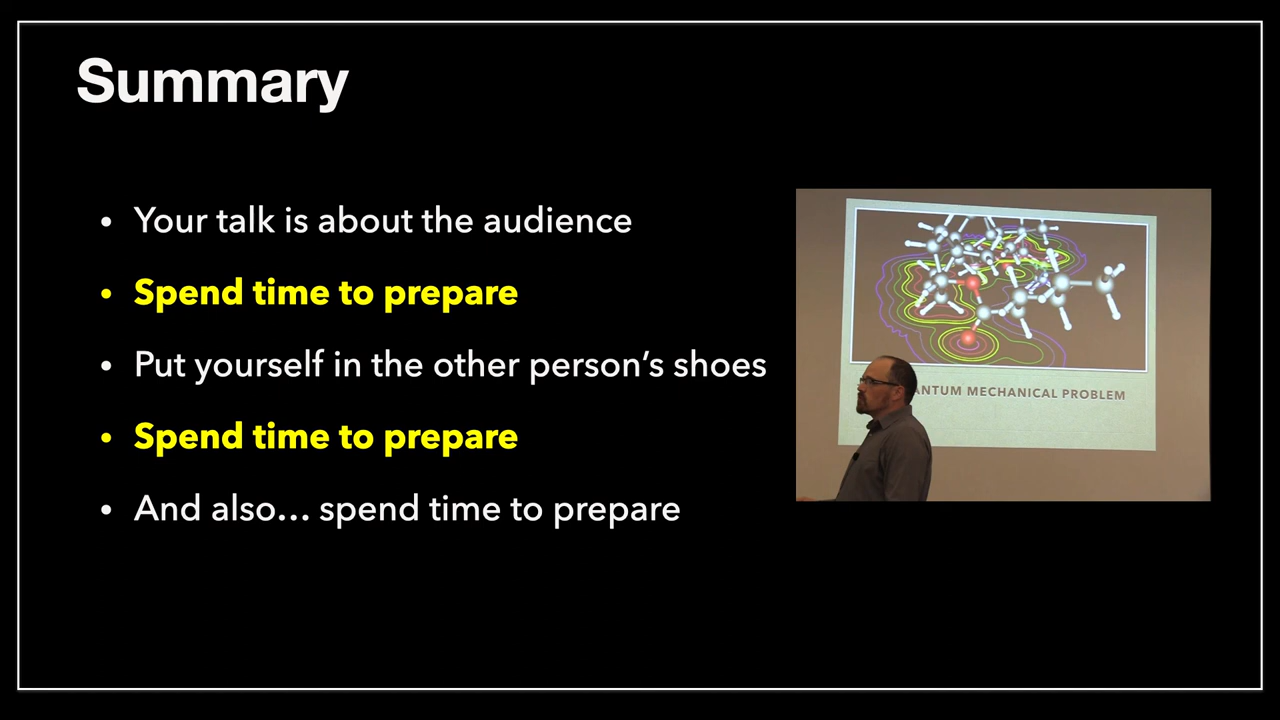 Summary
• Your talk is about the audience
• Spend time to prepare
• Put yourself in the other person’s shoes
• Spend time to prepare
• And also… spend time to prepare
MECHANICAL PROBLEM